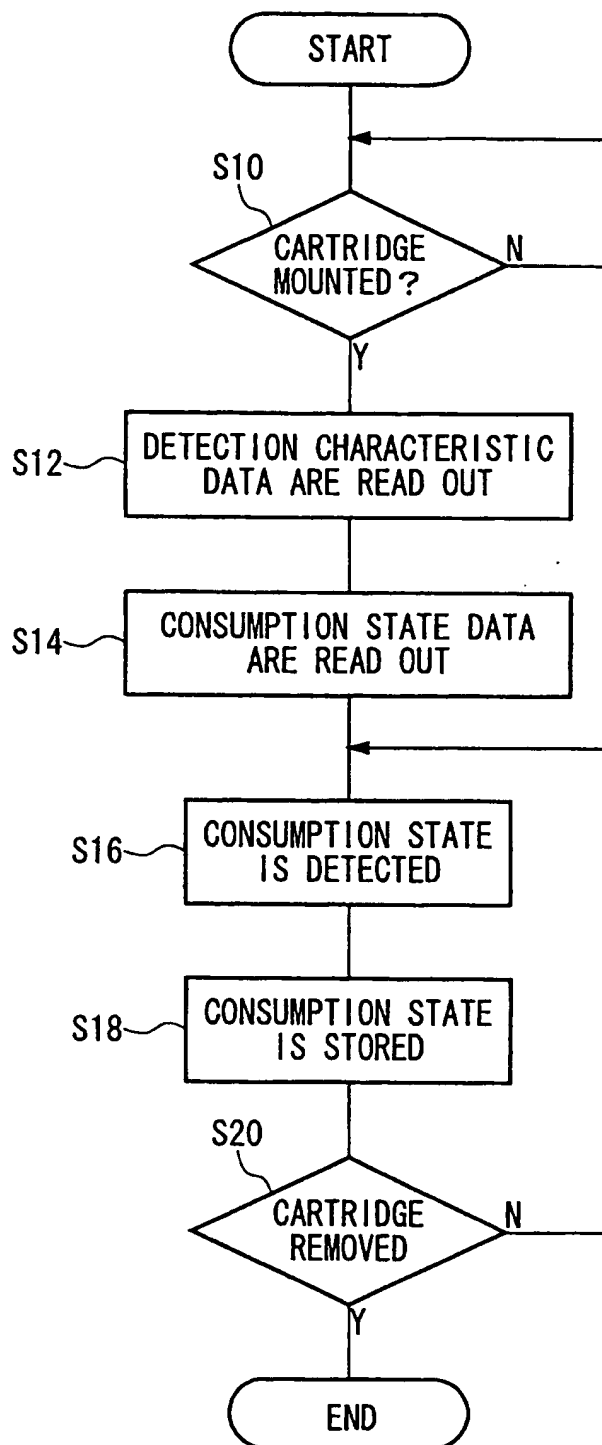 START
S10
CARTRIDGE
MOUNTED?
N
Y
S12
DETECTION CHARACTERISTIC
DATA ARE READ OUT
S14
CONSUMPTION STATE DATA
ARE READ OUT
S16
CONSUMPTION STATE
IS DETECTED
S18
CONSUMPTION STATE
IS STORED
S20
CARTRIDGE
REMOVED
N
Y
END